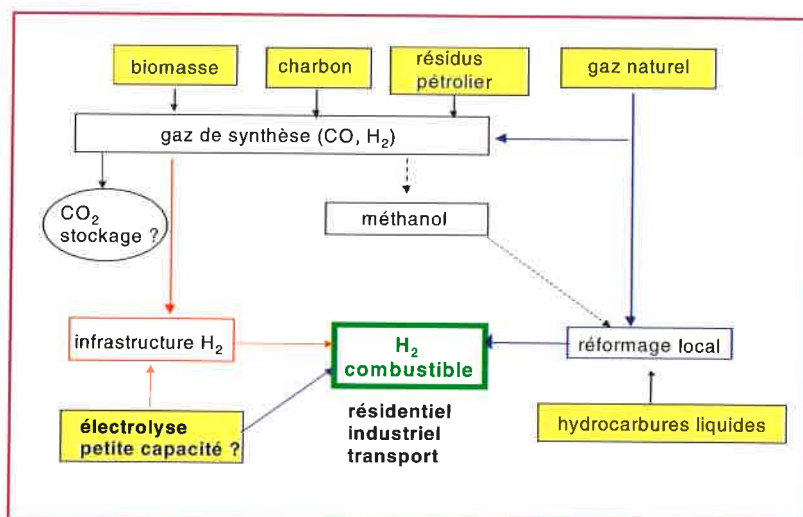 biomasse
charbon
résidus
pétrolier
gaz naturel
gaz de synthèse (CO, H₂)
CO₂
stockage ?
méthanol
infrastructure H₂
H₂
combustible
réformage local
électrolyse
petite capacité ?
résidentiel
industriel
transport
hydrocarbures liquides